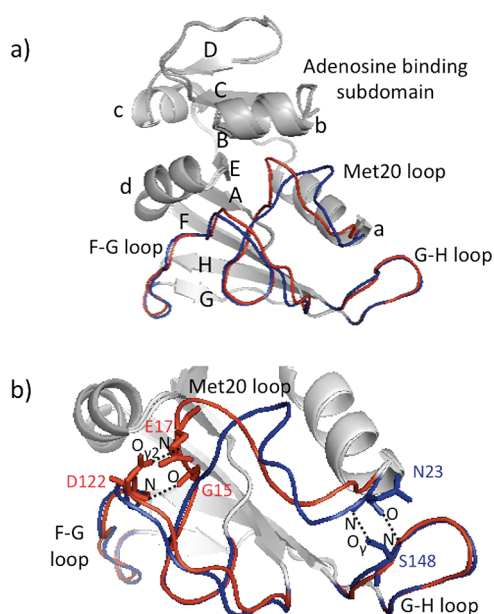 a)
D
Adenosine binding
subdomain
C
c
b
B
E
Met20 loop
d
A
a
F
F-G loop
G-H loop
H
G
b)
Met20 loop
E17
Oγ2 N
N23
D122
O
N
G15
N
O
F-G
loop
Oγ
N
S148
G-H loop